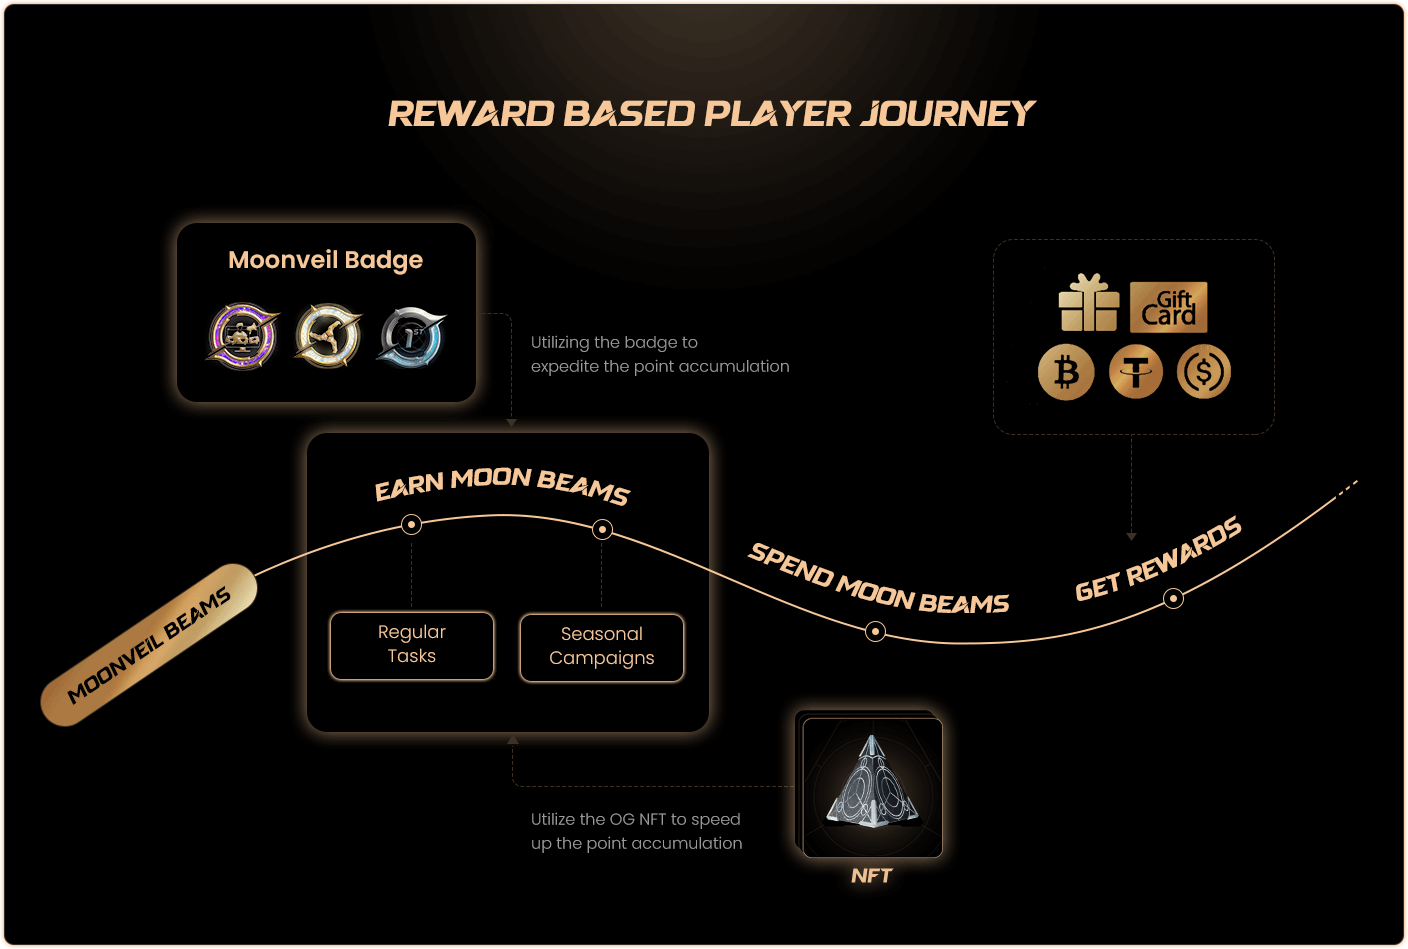 REWARD BASED PLAYER JOURNEY
Moonveil Badge
1ST
Utilizing the badge to
expedite the point accumulation
Gift
Card
EARN MOON BEAMS
SPEND MOON BEAMS
GET REWARDS
MOONVEIL BEAMS
Regular
Tasks
Seasonal
Campaigns
Utilize the OG NFT to speed
up the point accumulation
NFT